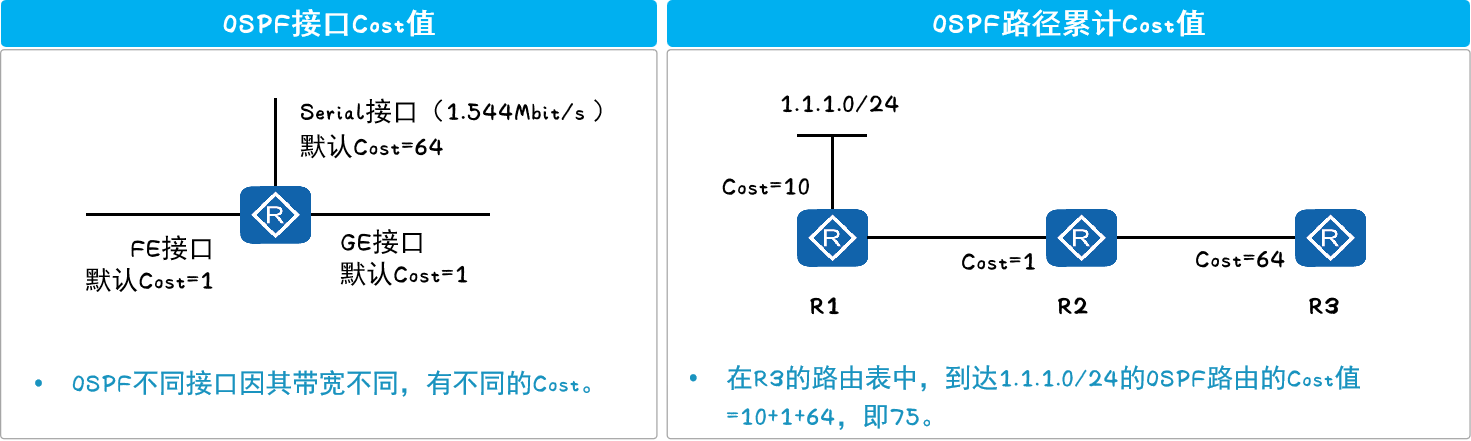 OSPF接口Cost值
Serial接口（1.544Mbit/s ）
默认Cost=64
R
FE接口
默认Cost=1
GE接口
默认Cost=1
• OSPF不同接口因其带宽不同，有不同的Cost。
OSPF路径累计Cost值
1.1.1.0/24
Cost=10
R
R
R
Cost=1
Cost=64
R1
R2
R3
• 在R3的路由表中，到达1.1.1.0/24的OSPF路由的Cost值
=10+1+64，即75。